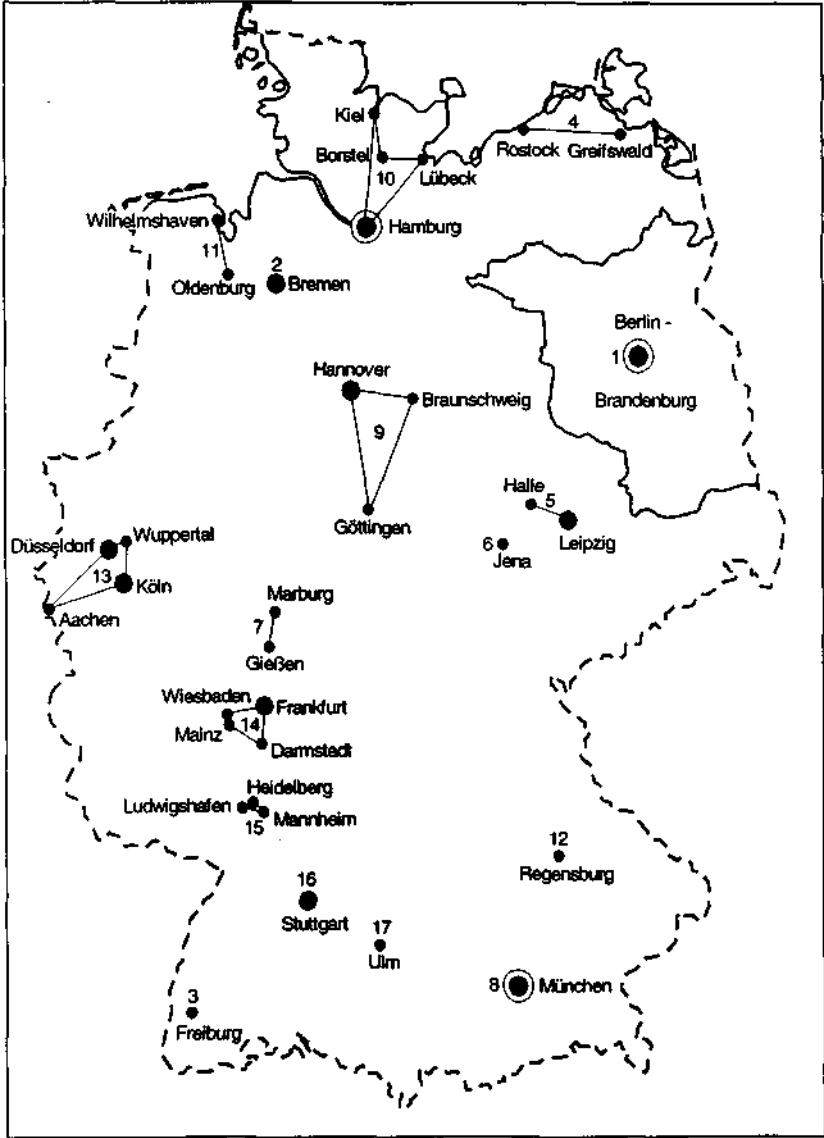 Kiel
4
Borstel
10
Lübeck
Rostock
Greifswald
Wilhelmshaven
Hamburg
11
2
Oldenburg
Bremen
Berlin -
1
Hannover
Braunschweig
Brandenburg
9
Halle
5
Göttingen
Leipzig
Düsseldorf
Wuppertal
6
Jena
13
Köln
Marburg
Aachen
7
Gießen
Wiesbaden
Frankfurt
Mainz
14
Darmstadt
Heidelberg
Ludwigshafen
15
Mannheim
12
Regensburg
16
Stuttgart
17
Ulm
8
München
3
Freiburg